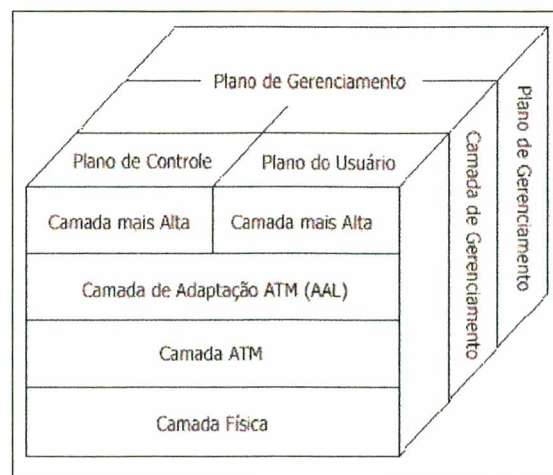 Plano de Gerenciamento
Plano de Controle
Plano do Usuário
Camada mais Alta
Camada mais Alta
Camada de Adaptação ATM (AAL)
Camada ATM
Camada Física
Camada de Gerenciamento
Plano de Gerenciamento